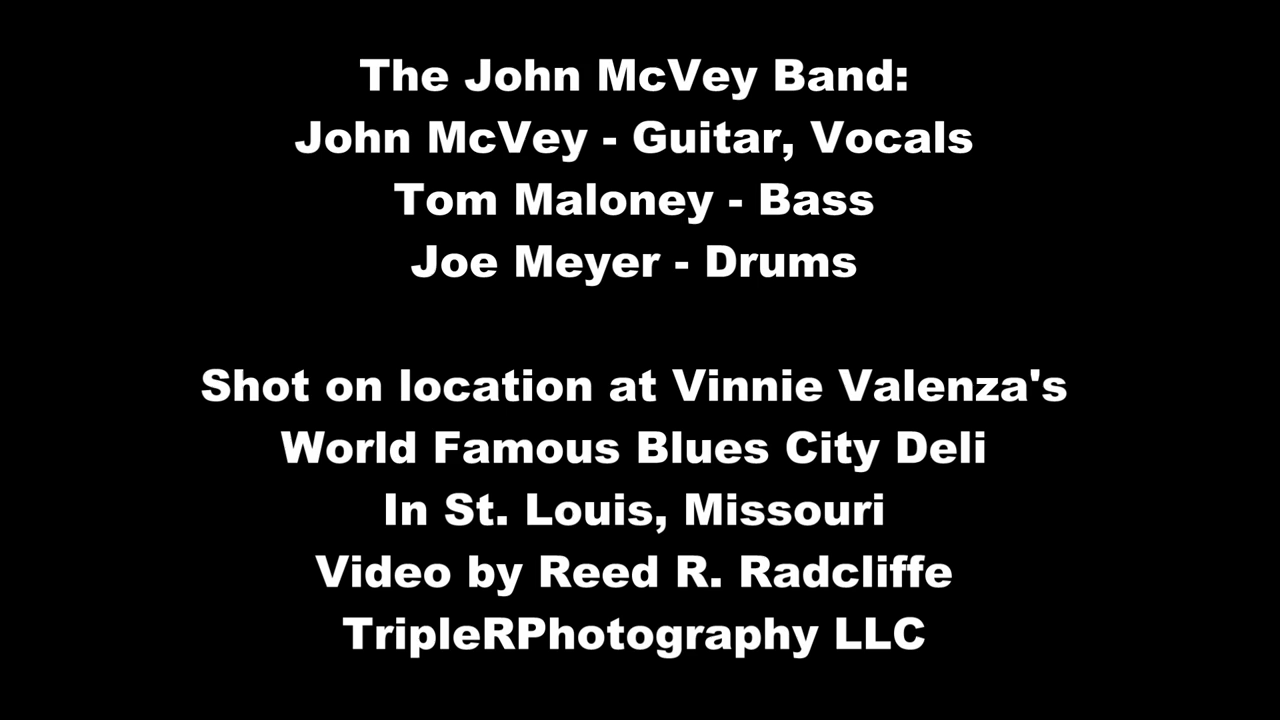 The John McVey Band:
John McVey - Guitar, Vocals
Tom Maloney - Bass
Joe Meyer - Drums
Shot on location at Vinnie Valenza's
World Famous Blues City Deli
In St. Louis, Missouri
Video by Reed R. Radcliffe
TripleRPhotography LLC